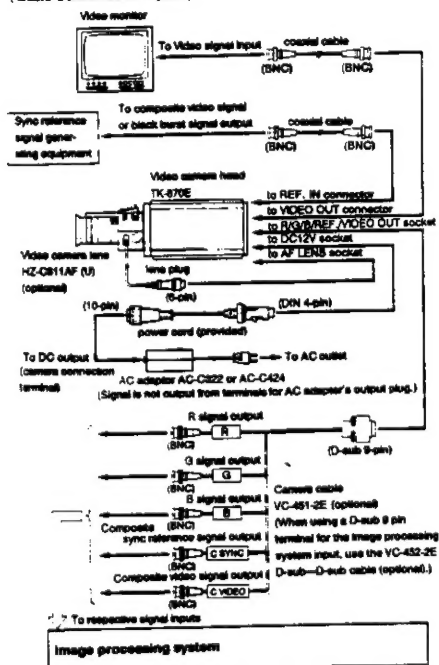 Video monitor
To Video signal input
coaxial cable
(BNC)
(BNC)
Sync reference
signal gener-
ating equipment
To composite video signal
or black burst signal output
coaxial cable
(BNC)
(BNC)
Video camera head
TK-870E
to REF. IN connector
to VIDEO OUT connector
to R/G/B/REF./VIDEO OUT socket
to DC12V socket
to AF LENS socket
Video camera lens
HZ-C811AF (U)
(optional)
lens plug
(6-pin)
(10-pin)
(DIN 4-pin)
power cord (provided)
To DC output
(camera connection
terminal)
To AC outlet
AC adaptor AC-C322 or AC-C424
(Signal is not output from terminals for AC adapter's output plug.)
R signal output
R
(BNC)
(D-sub 9-pin)
G signal output
G
(BNC)
B signal output
B
(BNC)
Composite
sync reference signal output
C SYNC
(BNC)
Composite video signal output
C VIDEO
(BNC)
Camera cable
VC-451-2E (optional)
(When using a D-sub 9 pin
terminal for the image processing
system input, use the VC-452-2E
D-sub—D-sub cable (optional).)
To respective signal inputs
Image processing system